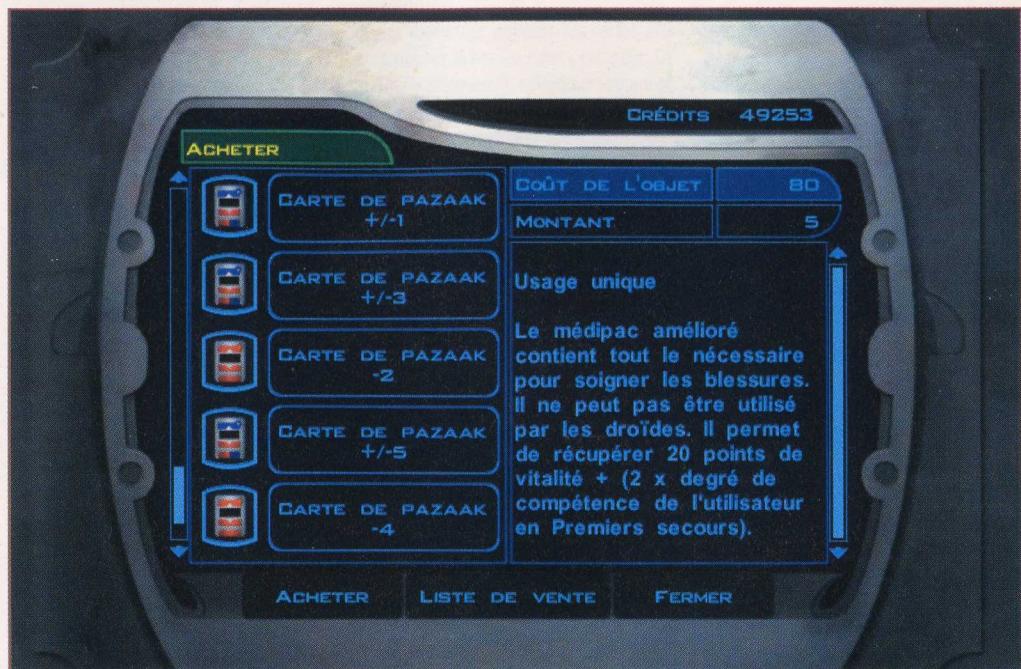 CRÉDITS 49253
ACHETER
CARTE DE PAZAAK
+/-1
CARTE DE PAZAAK
+/-3
CARTE DE PAZAAK
-2
CARTE DE PAZAAK
+/-5
CARTE DE PAZAAK
-4
COÛT DE L'OBJET 80
MONTANT 5
Usage unique
Le médipac amélioré
contient tout le nécessaire
pour soigner les blessures.
Il ne peut pas être utilisé
par les droïdes. Il permet
de récupérer 20 points de
vitalité + (2 x degré de
compétence de l'utilisateur
en Premiers secours).
ACHETER LISTE DE VENTE FERMER